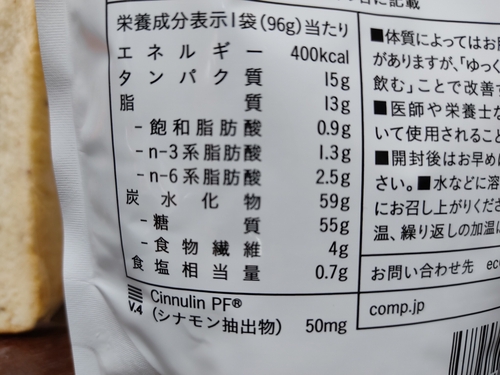 に記載
栄養成分表示1袋(96g)当たり
エネルギー 400kcal
タンパク質 15g
脂質 13g
-飽和脂肪酸 0.9g
-n-3系脂肪酸 1.3g
-n-6系脂肪酸 2.5g
炭水化物 59g
-糖質 55g
-食物繊維 4g
食塩相当量 0.7g
V.4
Cinnulin PF®
(シナモン抽出物) 50mg
■体質によってはお
がありますが、「ゆっく
飲む」ことで改善す
■医師や栄養士な
いて使用されること
■開封後はお早め
さい。■水などに溶
にお召し上がりくださ
温、繰り返しの加温
お問い合わせ先 eco
comp.jp